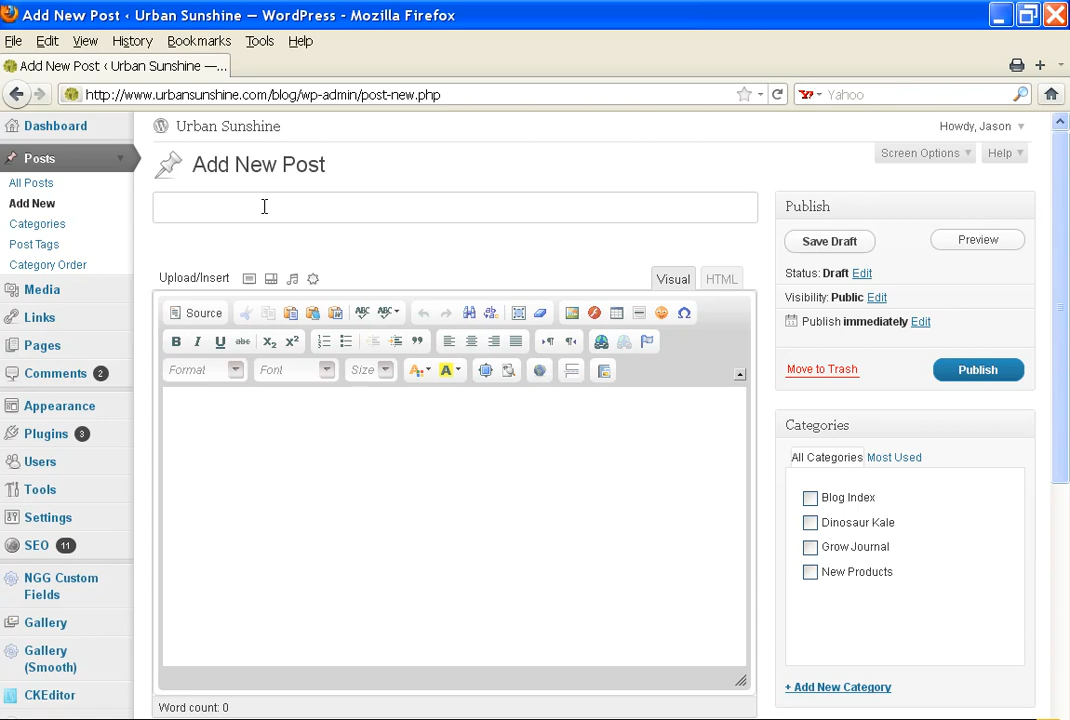 Add New Post ‹ Urban Sunshine — WordPress - Mozilla Firefox
File Edit View History Bookmarks Tools Help
Add New Post ‹ Urban Sunshine —...
http://www.urbansunshine.com/blog/wp-admin/post-new.php
Yahoo
Urban Sunshine
Howdy, Jason
Add New Post
Screen Options
Help
Dashboard
Posts
All Posts
Add New
Categories
Post Tags
Category Order
Media
Links
Pages
Comments 2
Appearance
Plugins 3
Users
Tools
Settings
SEO 11
NGG Custom
Fields
Gallery
Gallery
(Smooth)
CKEditor
Upload/Insert
Visual
HTML
Source
ABC ABC
B I U abc X₂ X²
Format Font Size A A
Word count: 0
Publish
Save Draft
Preview
Status: Draft Edit
Visibility: Public Edit
Publish immediately Edit
Move to Trash
Publish
Categories
All Categories Most Used
Blog Index
Dinosaur Kale
Grow Journal
New Products
+ Add New Category